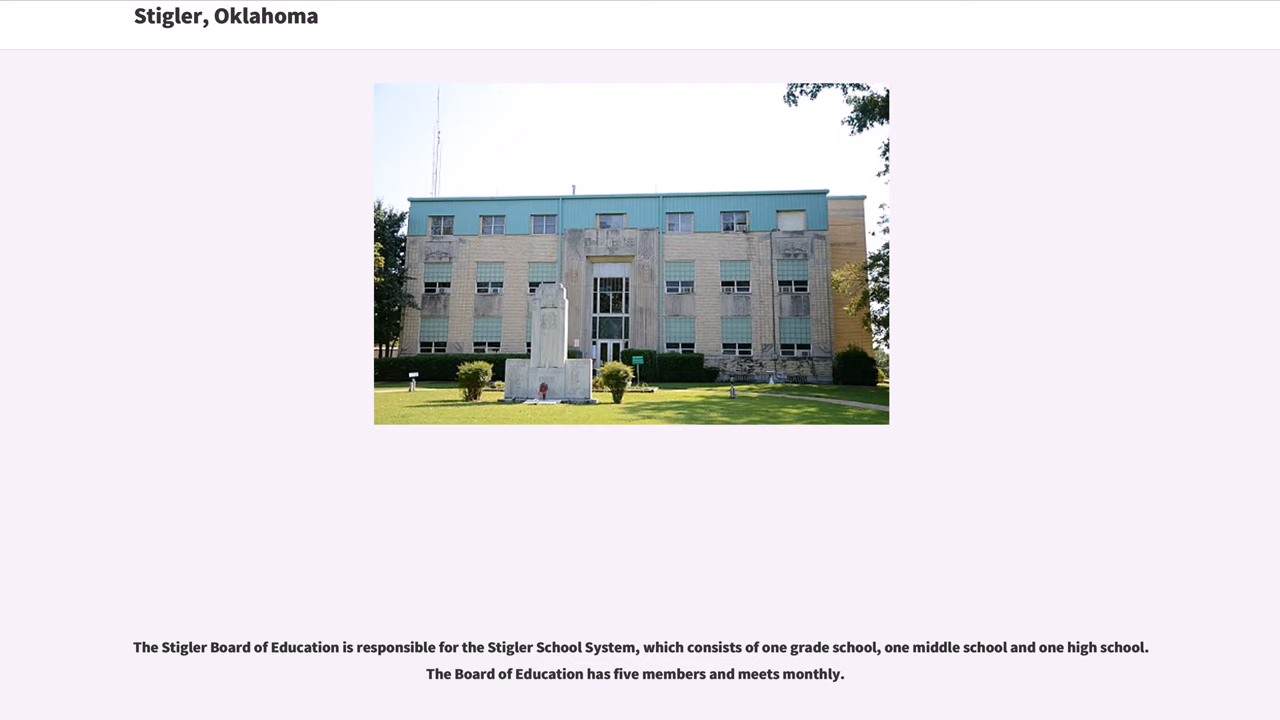 Stigler, Oklahoma
The Stigler Board of Education is responsible for the Stigler School System, which consists of one grade school, one middle school and one high school.
The Board of Education has five members and meets monthly.